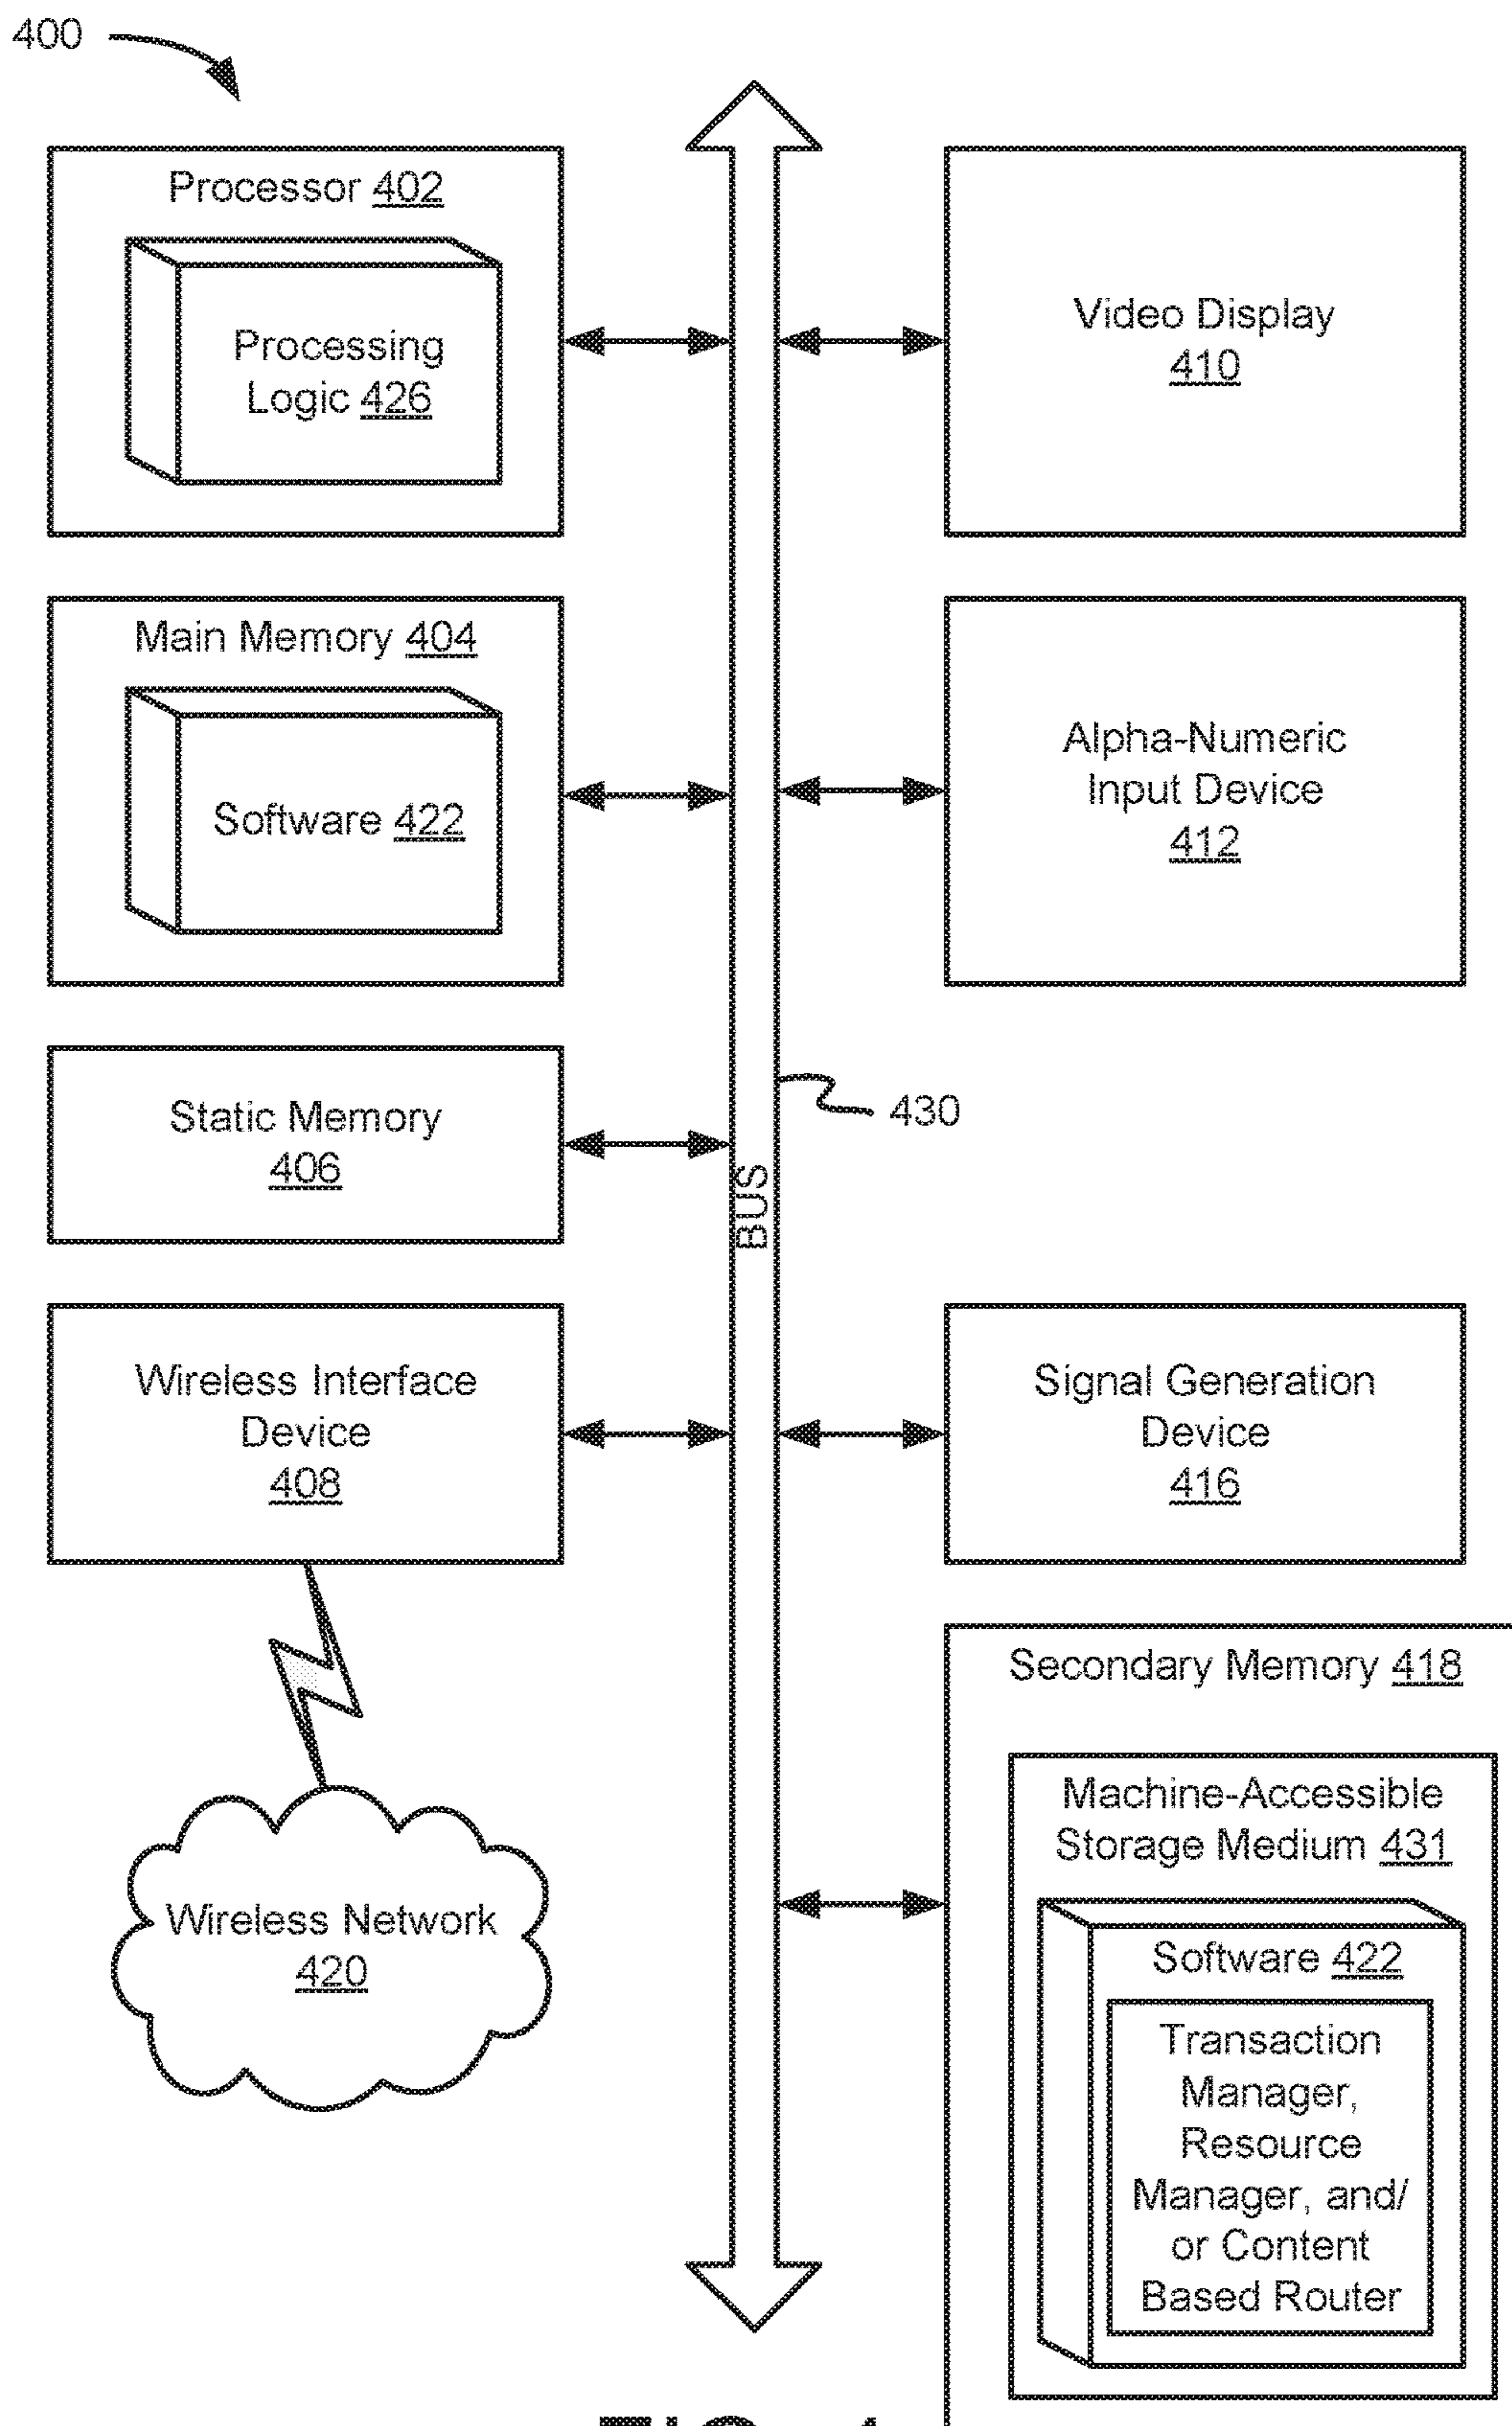 400
Processor 402
Processing
Logic 426
Video Display
410
Main Memory 404
Software 422
Alpha-Numeric
Input Device
412
Static Memory
406
430
BUS
Wireless Interface
Device
408
Signal Generation
Device
416
Wireless Network
420
Secondary Memory 418
Machine-Accessible
Storage Medium 431
Software 422
Transaction
Manager,
Resource
Manager, and/
or Content
Based Router